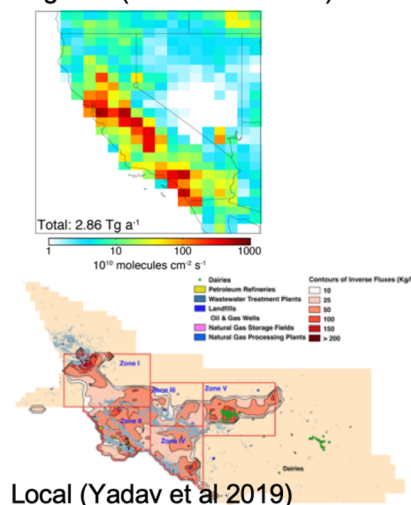 Total: 2.86 Tg a-1
1 10 100 1000
10¹⁰ molecules cm-2 s-1
Dairies
Petroleum Refineries
Wastewater Treatment Plants
Landfills
Oil & Gas Wells
Natural Gas Storage Fields
Natural Gas Processing Plants
Contours of Inverse Fluxes (Kg/
10
25
50
100
150
> 200
Zone I
Zone III
Zone V
Zone II
Zone IV
Dairies
Local (Yadav et al 2019)